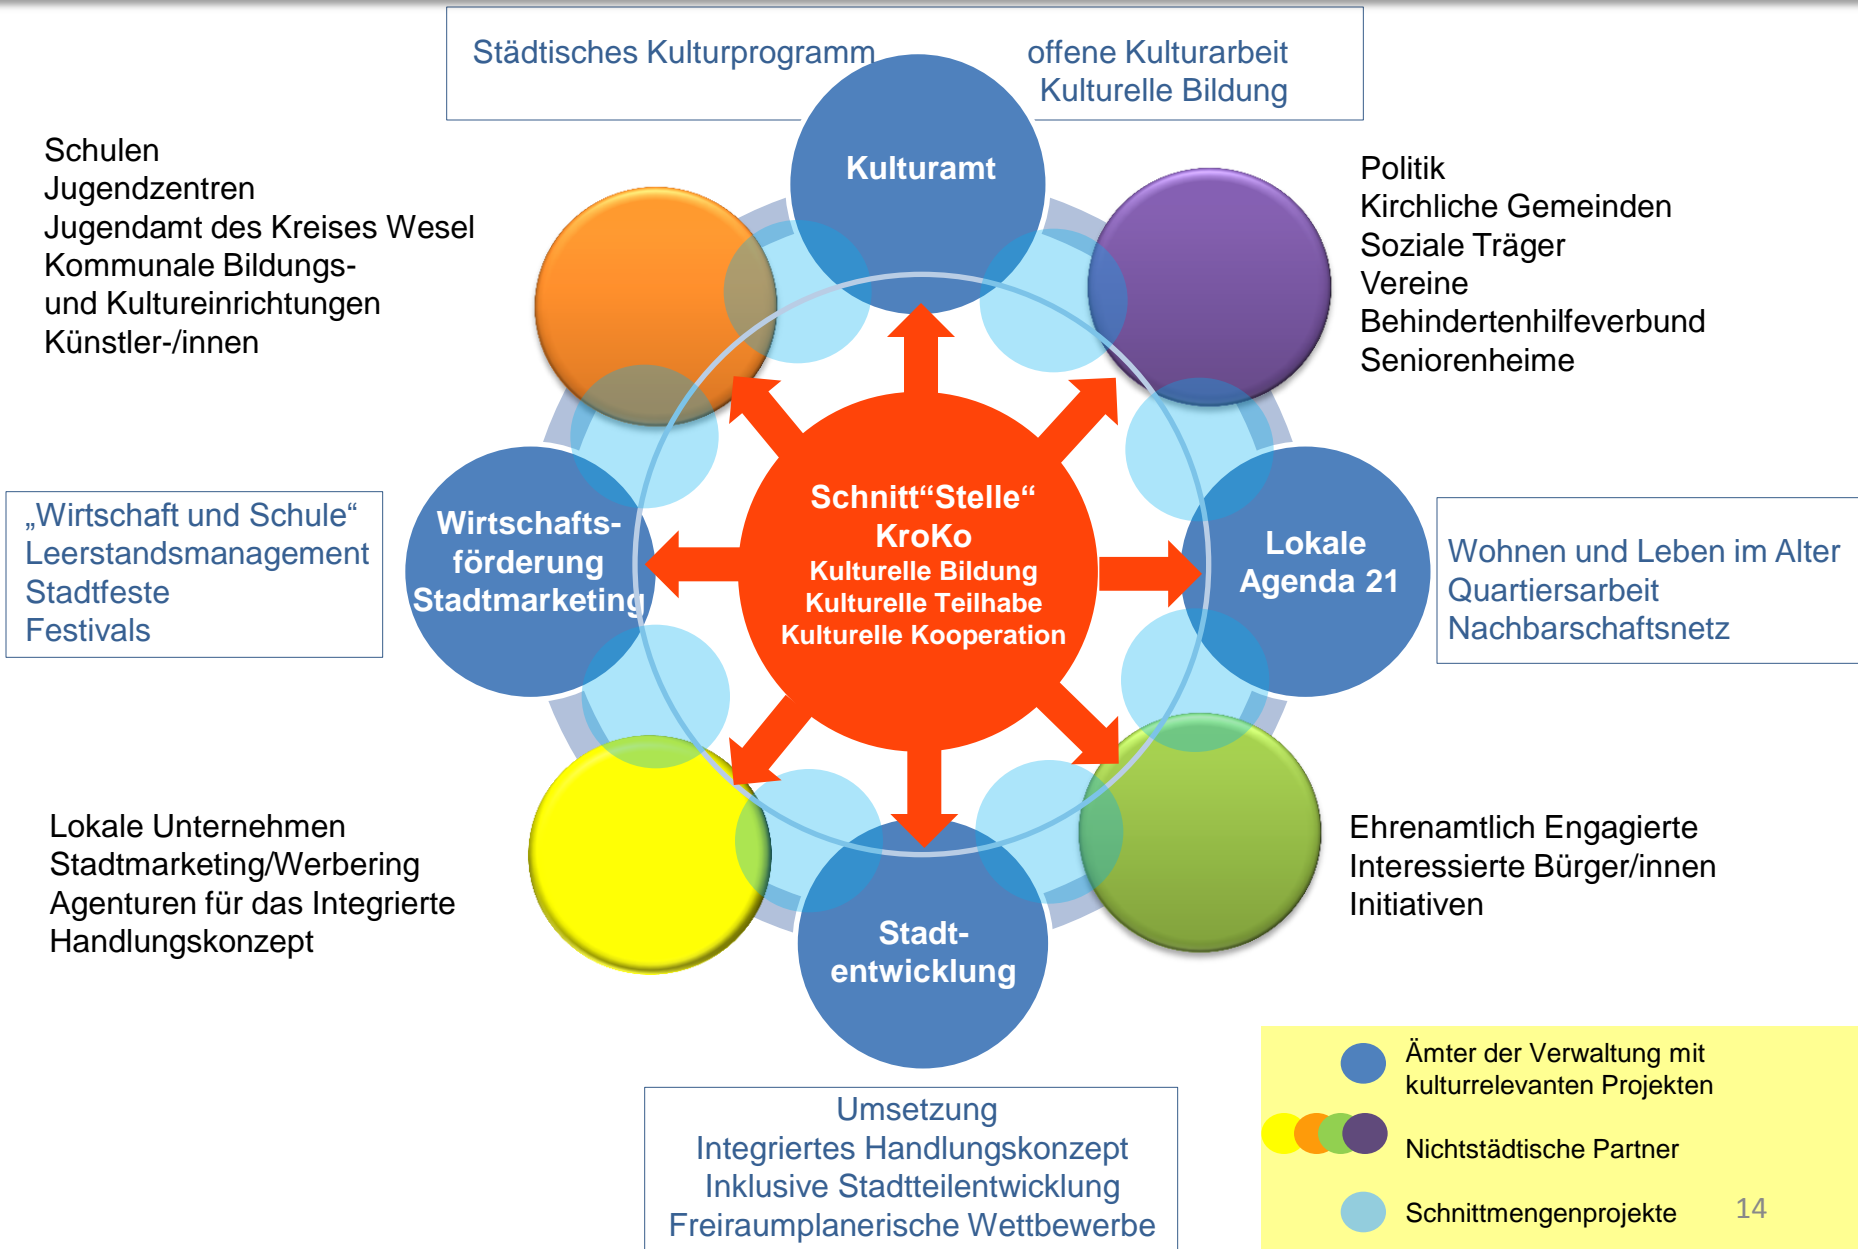 Städtisches Kulturprogramm offene Kulturarbeit
Kulturelle Bildung
Kulturamt
Schulen
Jugendzentren
Jugendamt des Kreises Wesel
Kommunale Bildungs-
und Kultureinrichtungen
Künstler-/innen
Politik
Kirchliche Gemeinden
Soziale Träger
Vereine
Behindertenhilfeverbund
Seniorenheime
„Wirtschaft und Schule“
Leerstandsmanagement
Stadtfeste
Festivals
Wirtschafts-
förderung
Stadtmarketing
Schnitt“Stelle“
KroKo
Kulturelle Bildung
Kulturelle Teilhabe
Kulturelle Kooperation
Lokale
Agenda 21
Wohnen und Leben im Alter
Quartiersarbeit
Nachbarschaftsnetz
Lokale Unternehmen
Stadtmarketing/Werbering
Agenturen für das Integrierte
Handlungskonzept
Stadt-
entwicklung
Ehrenamtlich Engagierte
Interessierte Bürger/innen
Initiativen
Umsetzung
Integriertes Handlungskonzept
Inklusive Stadtteilentwicklung
Freiraumplanerische Wettbewerbe
Ämter der Verwaltung mit
kulturrelevanten Projekten
Nichtstädtische Partner
Schnittmengenprojekte
14